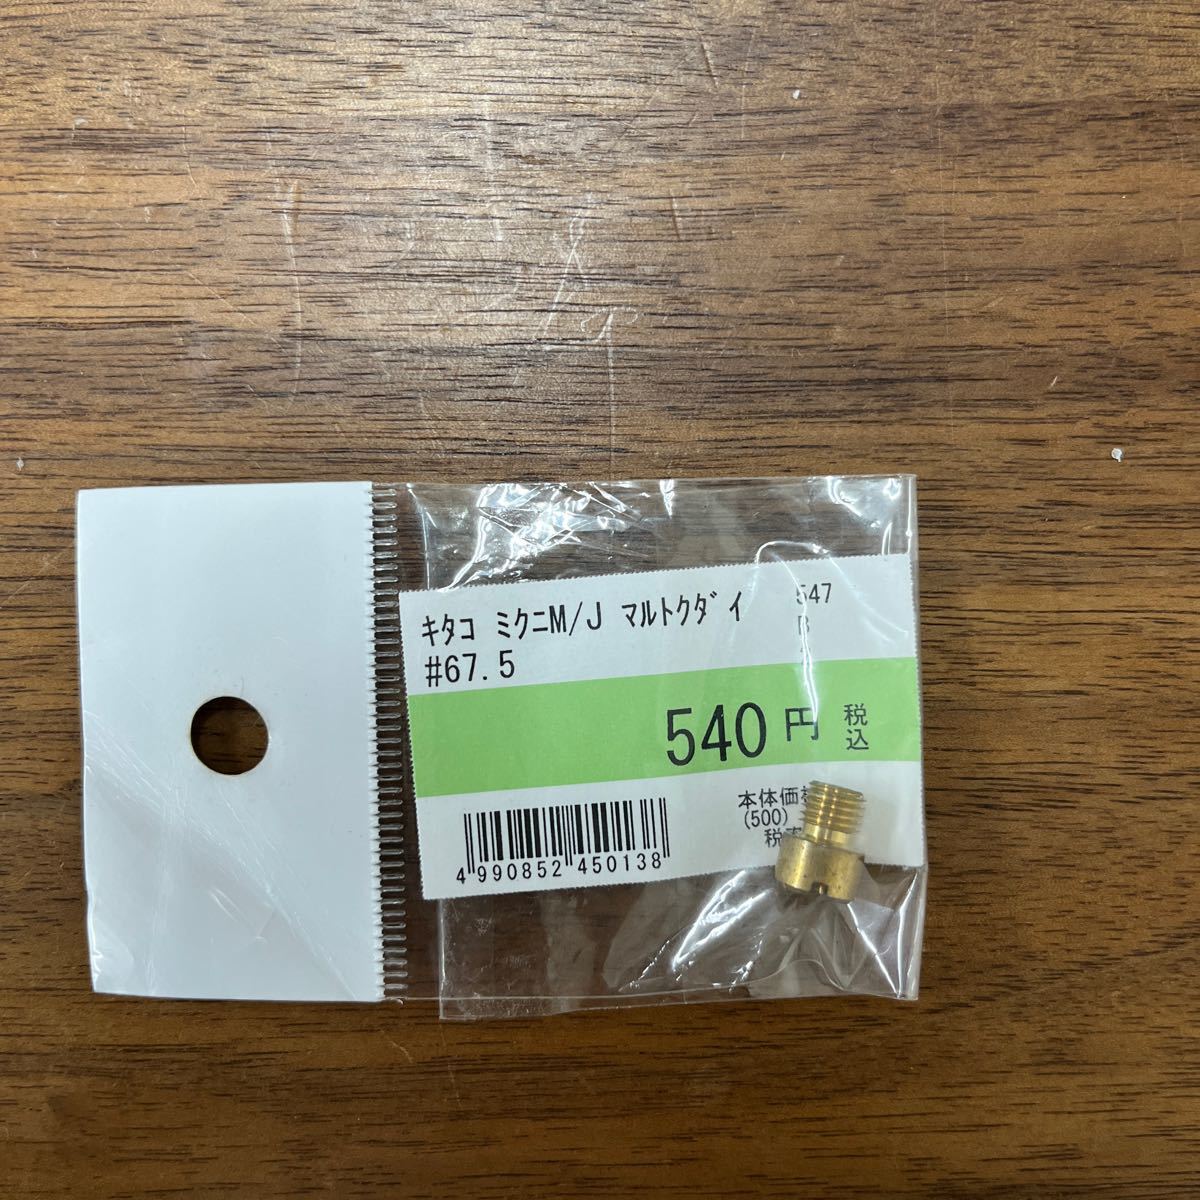 キタコ ミクニM/J マルトクダイ 547
#67.5
540円 税込
本体価
(500)
税
4 990852 450138